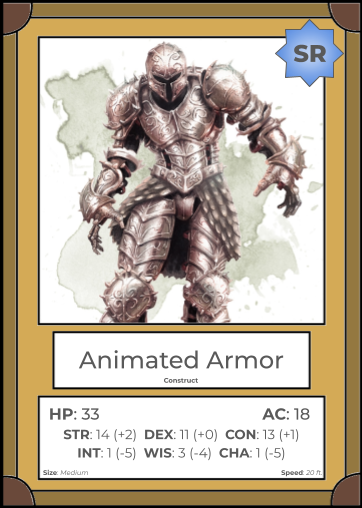 SR
Animated Armor
Construct
HP: 33 AC: 18
STR: 14 (+2) DEX: 11 (+0) CON: 13 (+1)
INT: 1 (-5) WIS: 3 (-4) CHA: 1 (-5)
Size: Medium Speed: 20 ft.